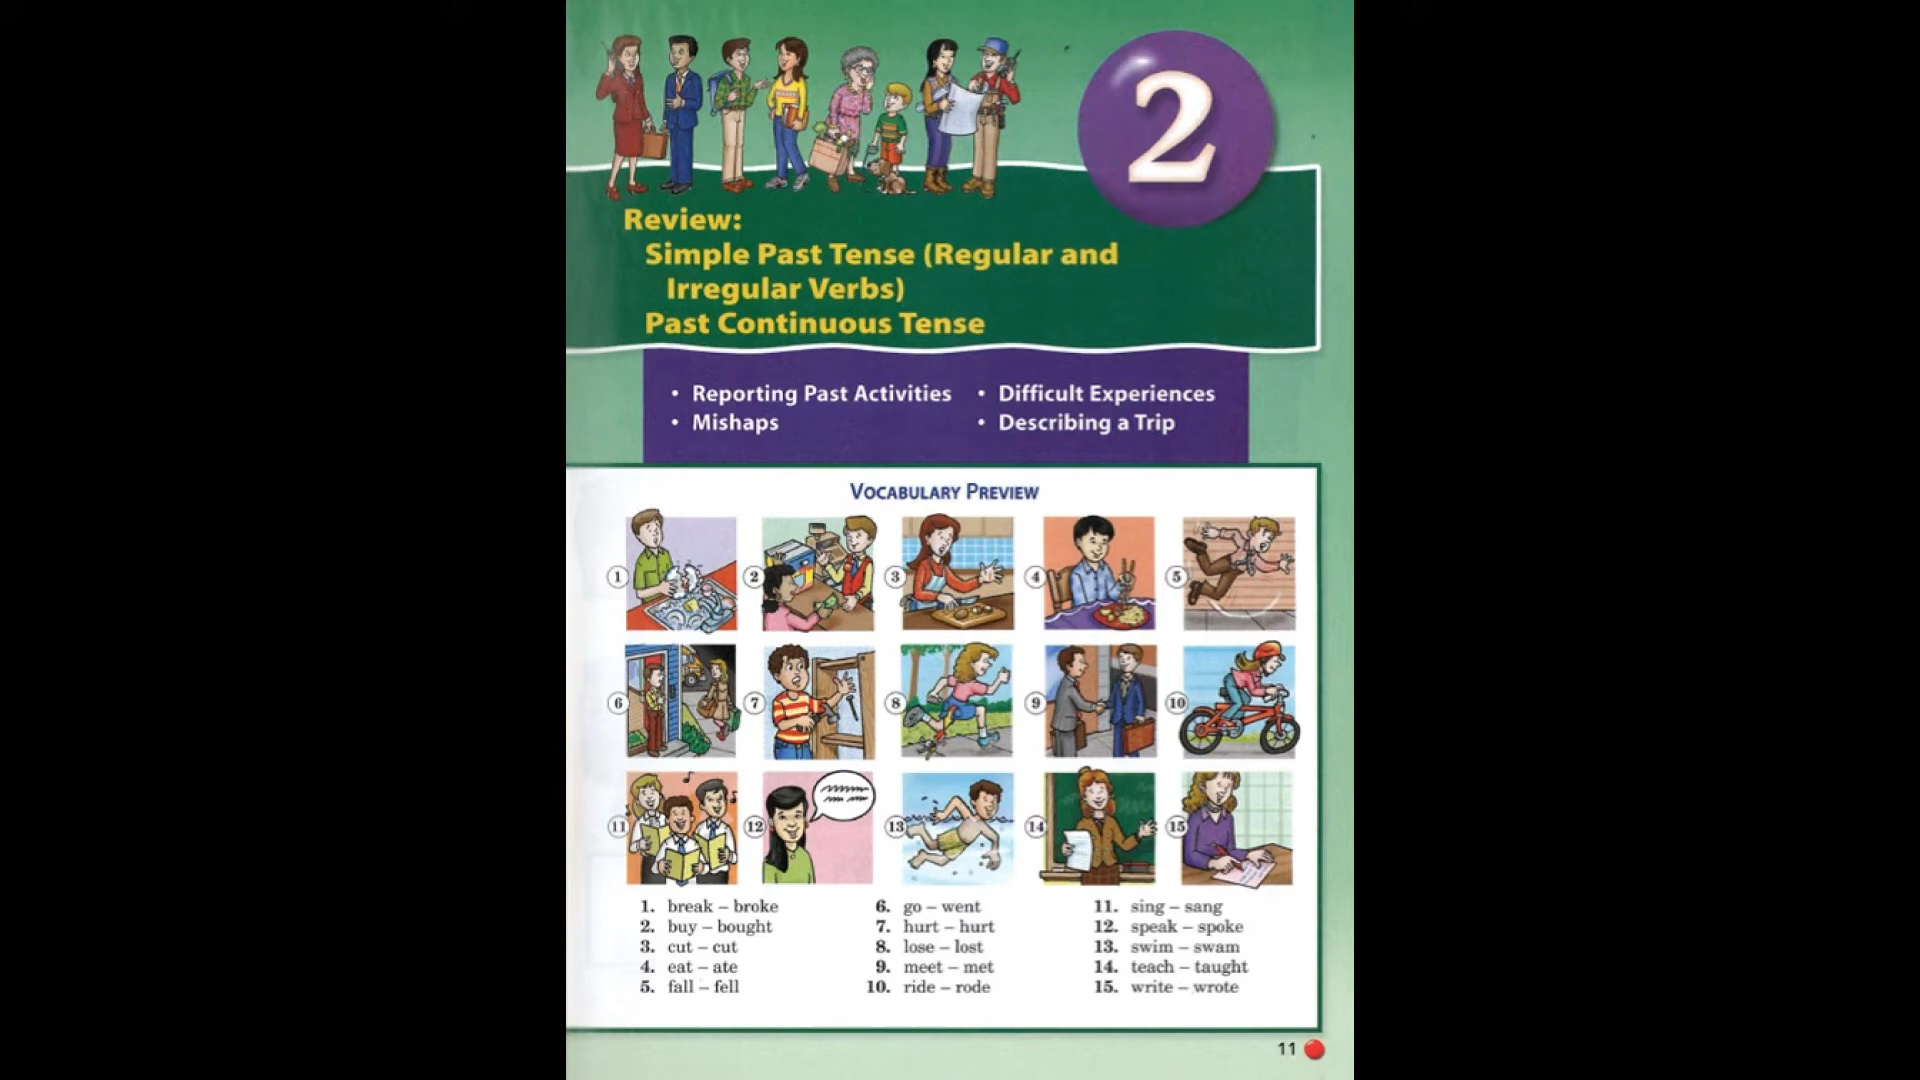 2
Review:
Simple Past Tense (Regular and
Irregular Verbs)
Past Continuous Tense
• Reporting Past Activities
• Mishaps
• Difficult Experiences
• Describing a Trip
VOCABULARY PREVIEW
1
2
3
4
5
6
7
8
9
10
11
12
13
14
15
1. break – broke
2. buy – bought
3. cut – cut
4. eat – ate
5. fall – fell
6. go – went
7. hurt – hurt
8. lose – lost
9. meet – met
10. ride – rode
11. sing – sang
12. speak – spoke
13. swim – swam
14. teach – taught
15. write – wrote
11